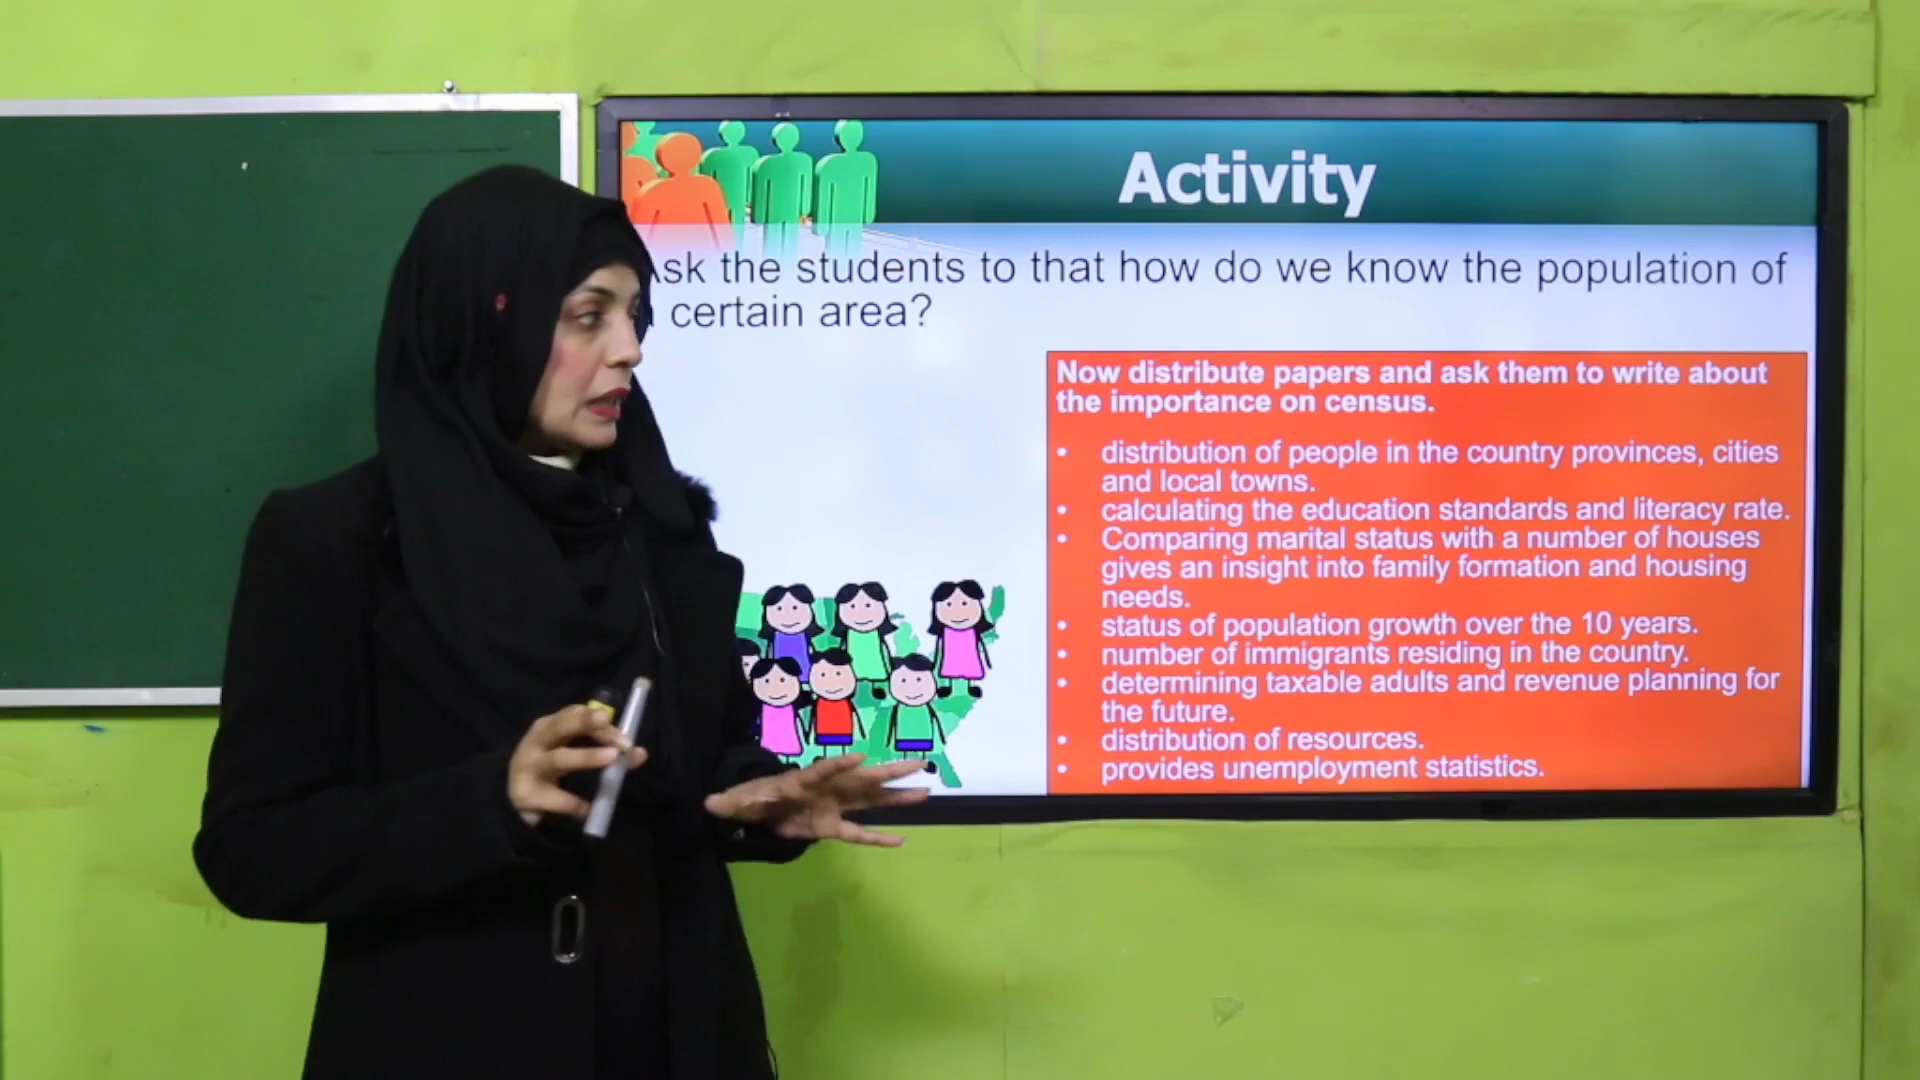 Activity
Ask the students to that how do we know the population of
certain area?
Now distribute papers and ask them to write about
the importance on census.
• distribution of people in the country provinces, cities
and local towns.
• calculating the education standards and literacy rate.
• Comparing marital status with a number of houses
gives an insight into family formation and housing
needs.
• status of population growth over the 10 years.
• number of immigrants residing in the country.
• determining taxable adults and revenue planning for
the future.
• distribution of resources.
• provides unemployment statistics.